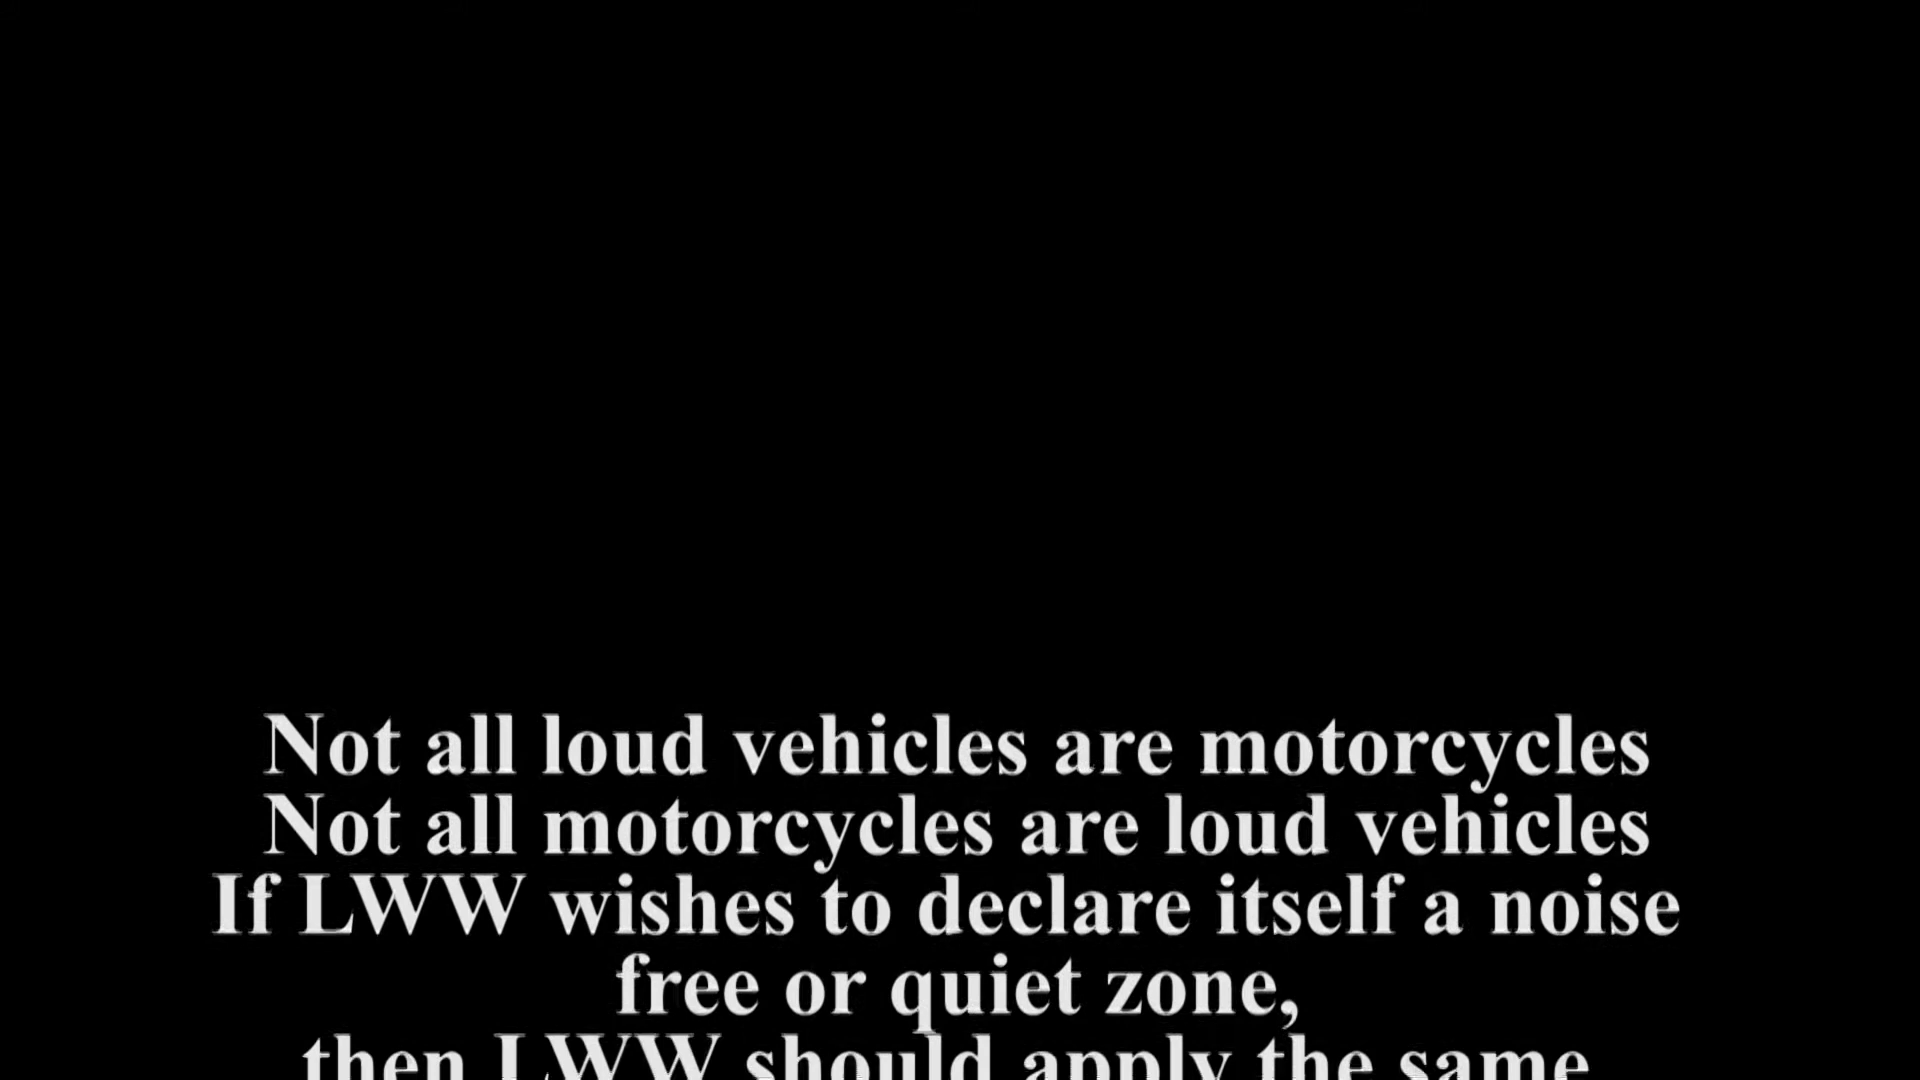 Not all loud vehicles are motorcycles
Not all motorcycles are loud vehicles
If LWW wishes to declare itself a noise
free or quiet zone,
then LWW should apply the same